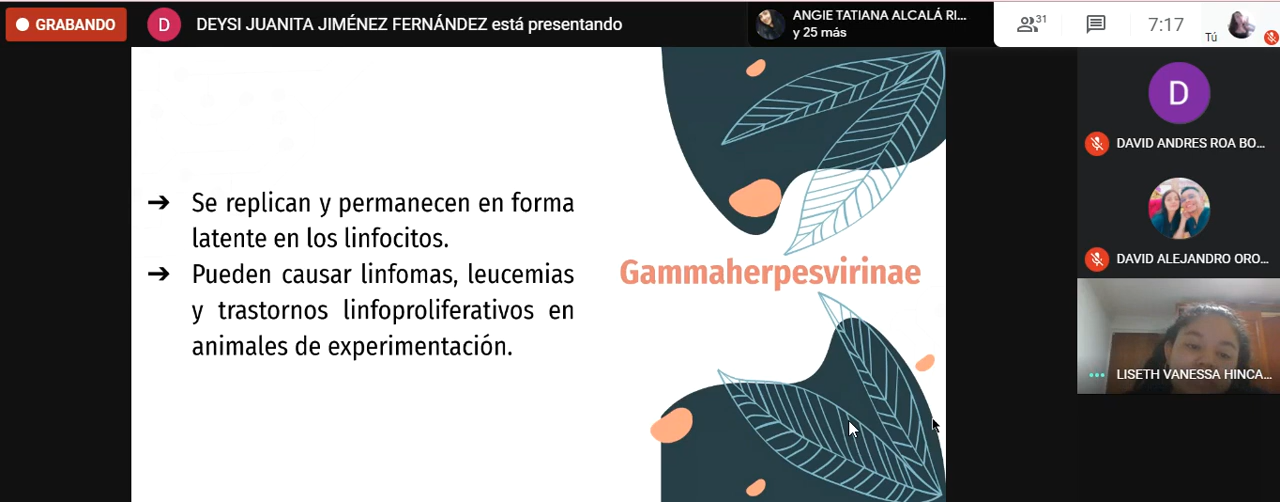 GRABANDO
D
DEYSI JUANITA JIMÉNEZ FERNÁNDEZ está presentando
ANGIE TATIANA ALCALÁ RI...
y 25 más
31
7:17
Tú
➔ Se replican y permanecen en forma
latente en los linfocitos.
➔ Pueden causar linfomas, leucemias
y trastornos linfoproliferativos en
animales de experimentación.
Gammaherpesvirinae
D
DAVID ANDRES ROA BO...
DAVID ALEJANDRO ORO...
LISETH VANESSA HINCA...